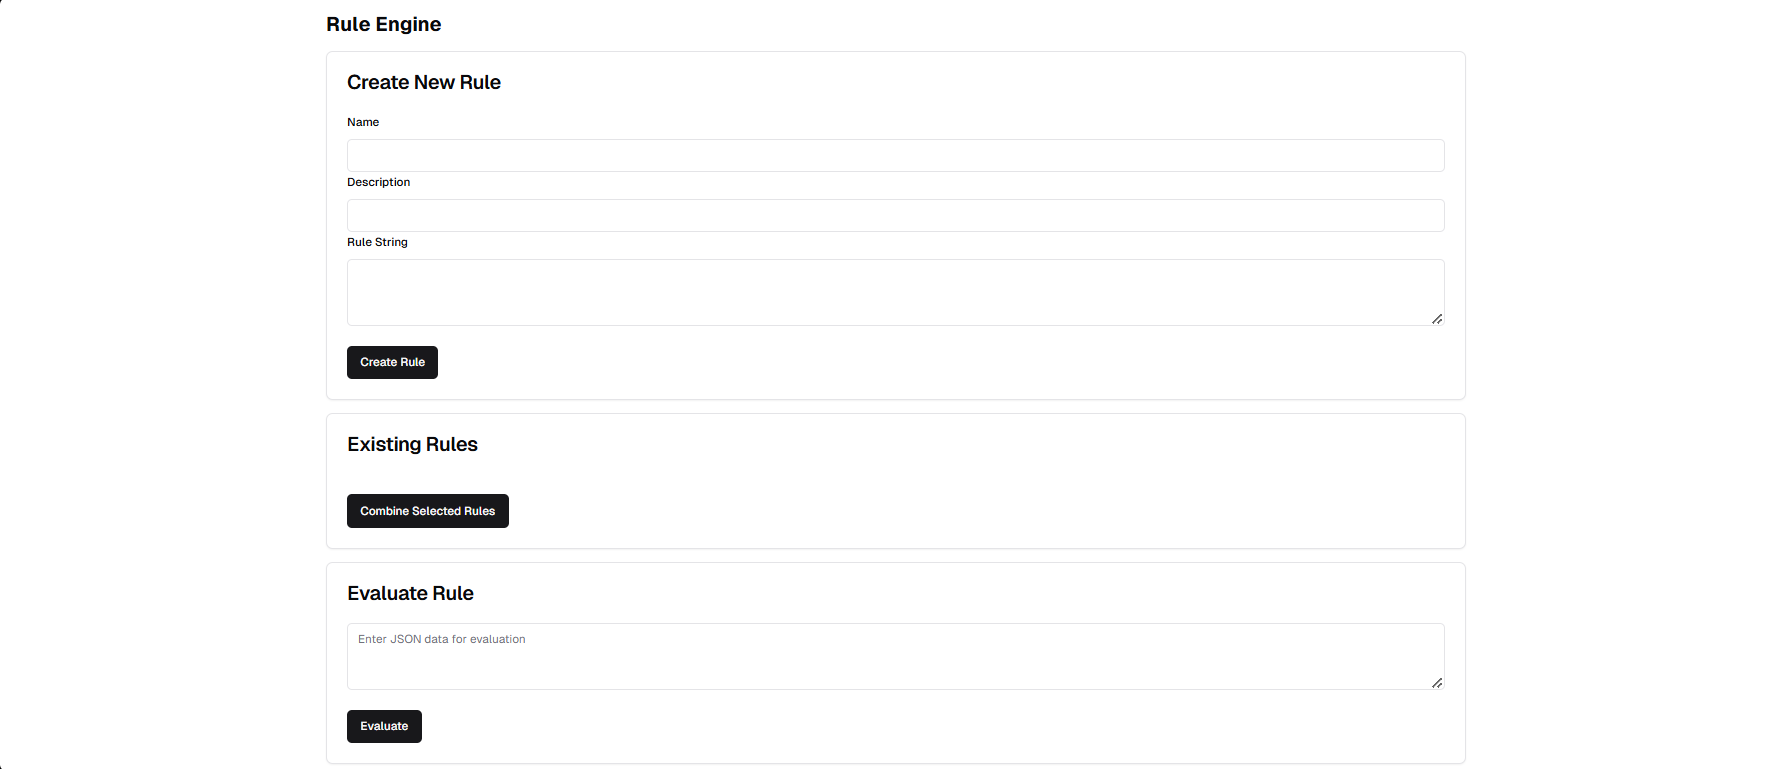 Rule Engine
Create New Rule
Name
Description
Rule String
Create Rule
Existing Rules
Combine Selected Rules
Evaluate Rule
Enter JSON data for evaluation
Evaluate